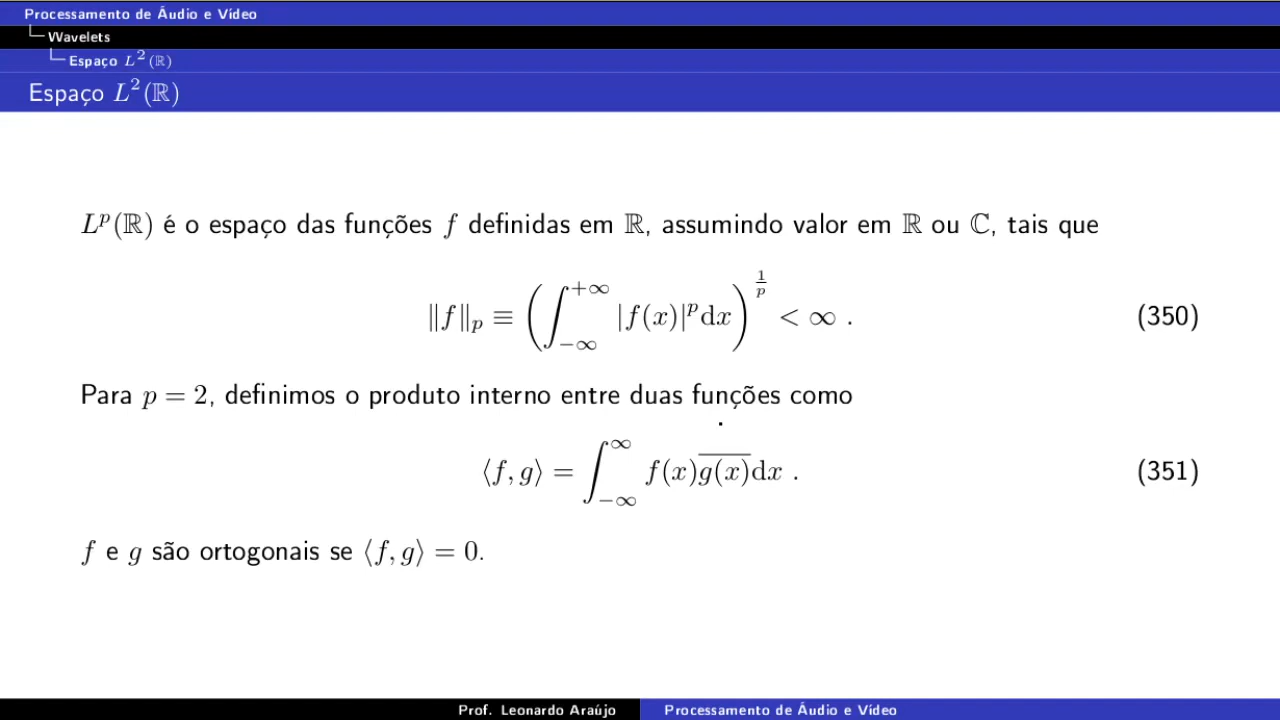 Processamento de Áudio e Vídeo
Wavelets
Espaço L²(ℝ)
Espaço L²(ℝ)
Lᵖ(ℝ) é o espaço das funções f definidas em ℝ, assumindo valor em ℝ ou ℂ, tais que
‖f‖ₚ ≡ (∫_{−∞}^{+∞} |f(x)|ᵖ dx)^{1/p} < ∞ . (350)
Para p = 2, definimos o produto interno entre duas funções como
⟨f, g⟩ = ∫_{−∞}^{∞} f(x)\overline{g(x)}dx . (351)
f e g são ortogonais se ⟨f, g⟩ = 0.
Prof. Leonardo Araújo Processamento de Áudio e Vídeo